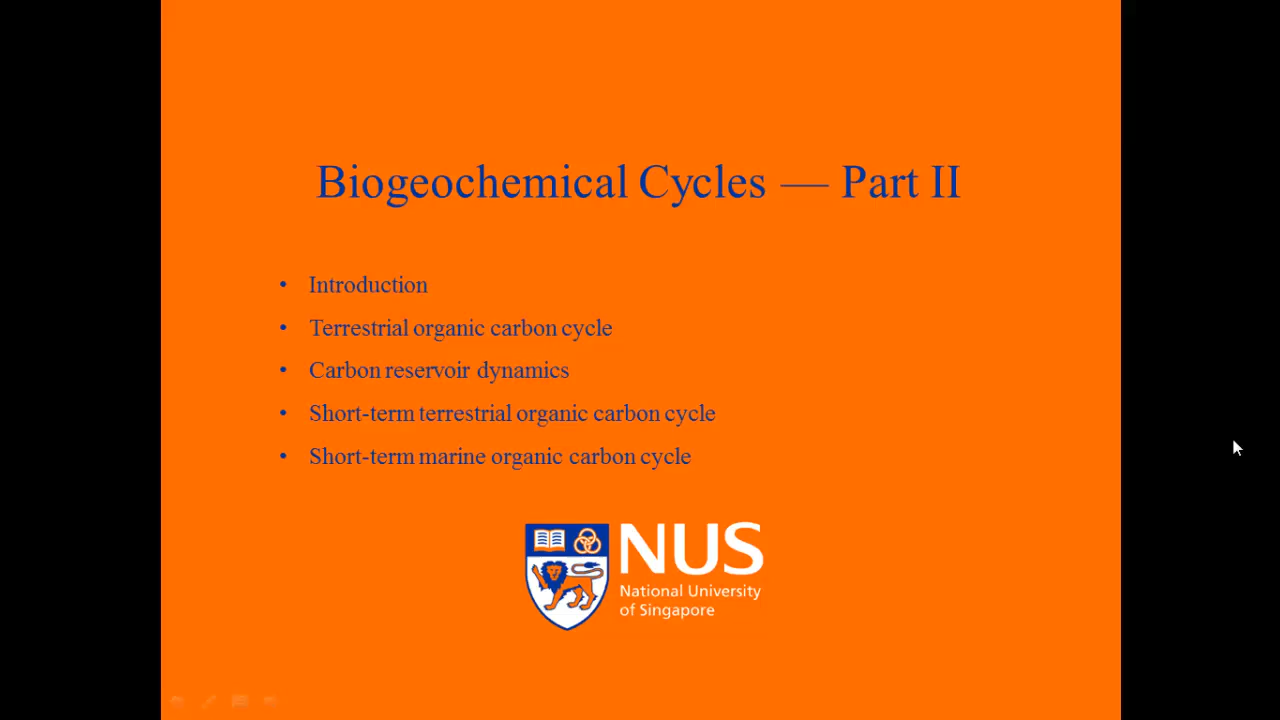 Biogeochemical Cycles — Part II
• Introduction
• Terrestrial organic carbon cycle
• Carbon reservoir dynamics
• Short-term terrestrial organic carbon cycle
• Short-term marine organic carbon cycle
NUS
National University
of Singapore